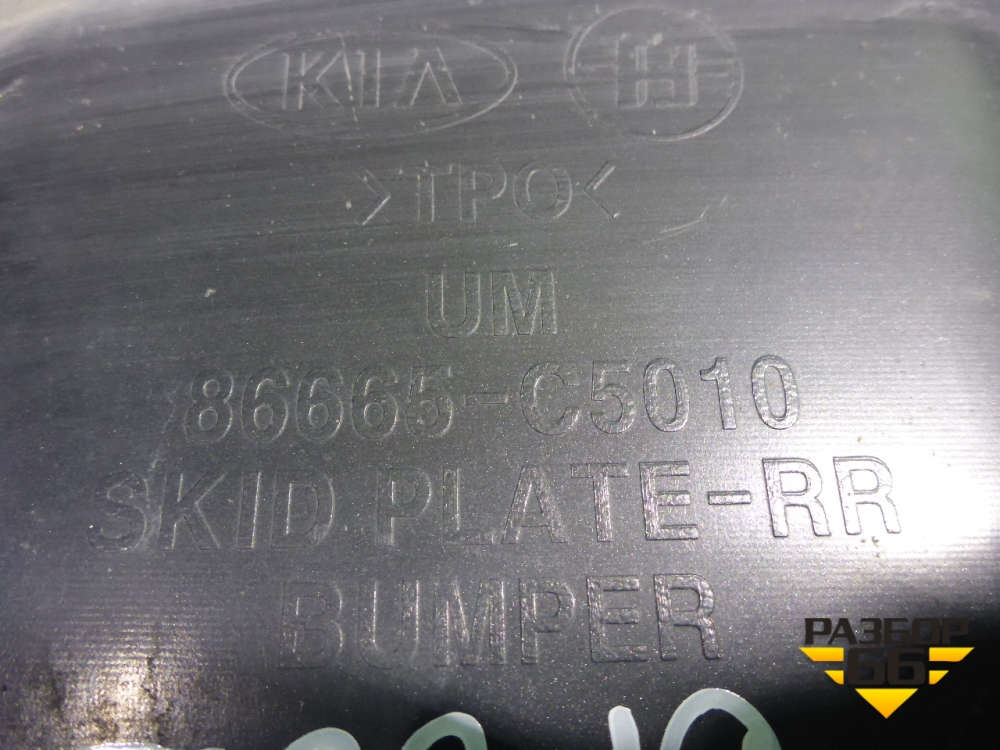 KIA H
>TPO<
UM
86665-C5010
SKID PLATE-RR
BUMPER
РАЗБОР
66